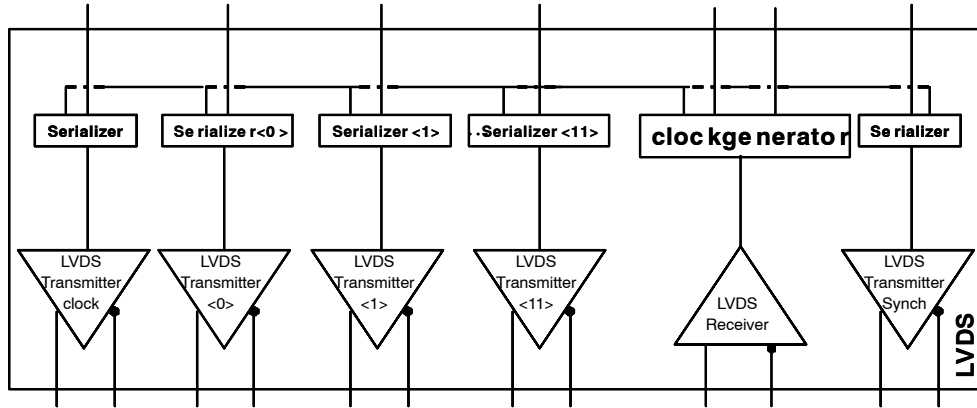 Serializer
Se rialize r<0 >
Serializer <1>
...Serializer <11>
cloc kge nerato r
Se rializer
LVDS
Transmitter
clock
LVDS
Transmitter
<0>
LVDS
Transmitter
<1>
LVDS
Transmitter
<11>
LVDS
Receiver
LVDS
Transmitter
Synch
LVDS